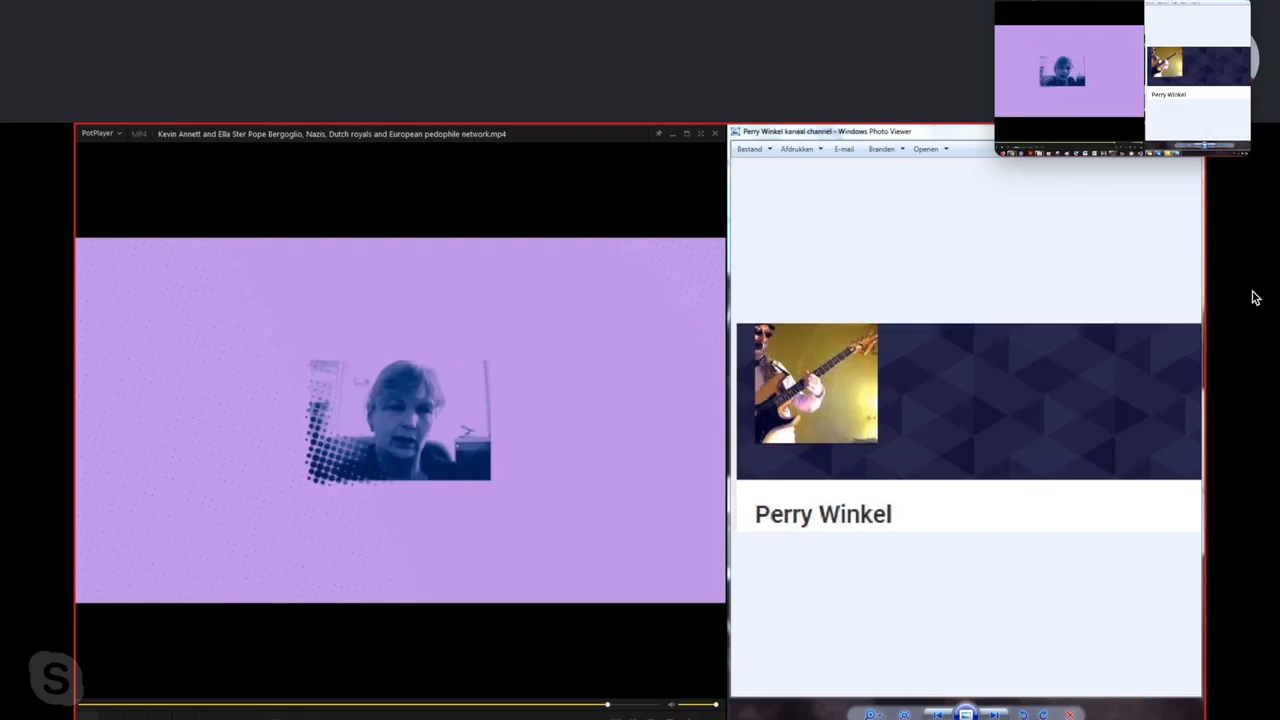 PotPlayer MP4 Kevin Annett and Ella Ster Pope Bergoglio, Nazis, Dutch royals and European pedophile network.mp4
Perry Winkel kanaal channel - Windows Photo Viewer
Bestand Afdrukken E-mail Branden Openen
Perry Winkel
Perry Winkel
S